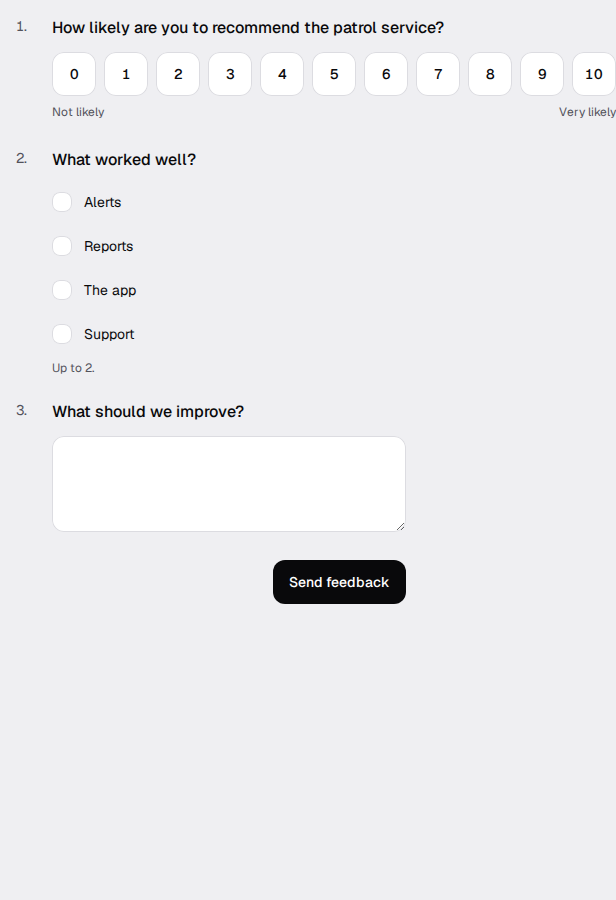 1. How likely are you to recommend the patrol service?
0 1 2 3 4 5 6 7 8 9 10
Not likely Very likely
2. What worked well?
Alerts
Reports
The app
Support
Up to 2.
3. What should we improve?
Send feedback